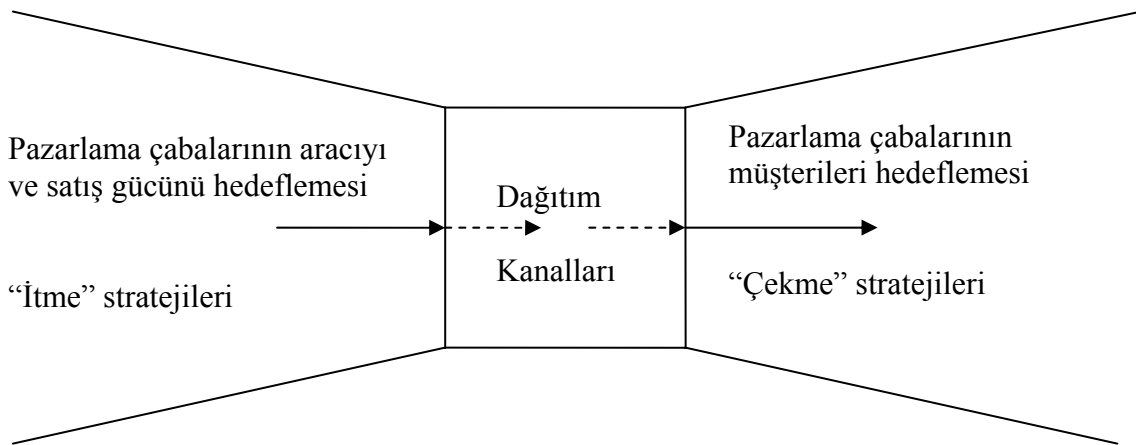 Pazarlama çabalarının aracıyı
ve satış gücünü hedeflemesi
“İtme” stratejileri
Dağıtım
Kanalları
Pazarlama çabalarının
müşterileri hedeflemesi
“Çekme” stratejileri